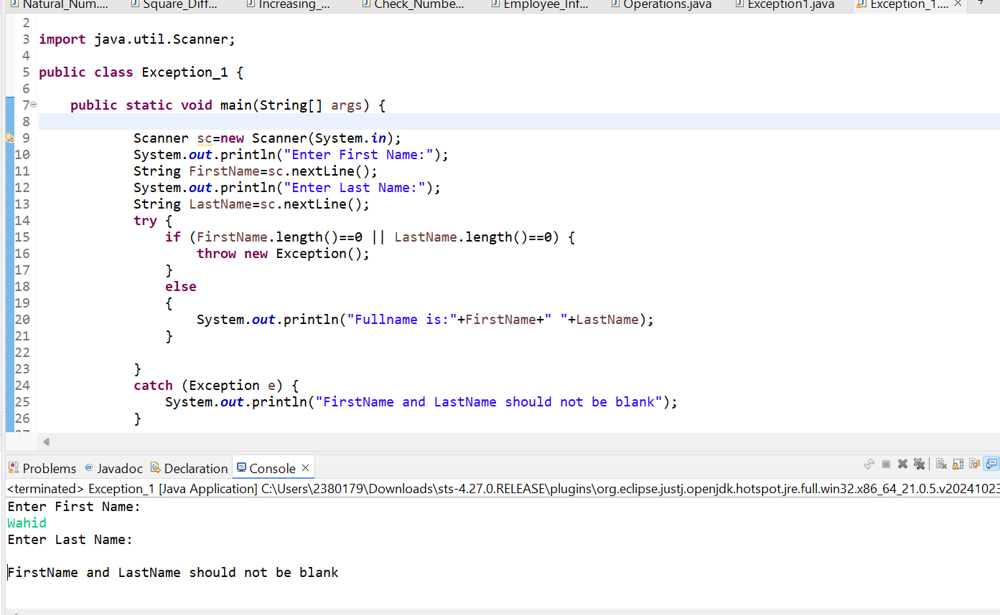 Natural_Num.... Square_Diff... Increasing_... Check_Numbe... Employee_Inf... Operations.java Exception1.java Exception_1....
2
3 import java.util.Scanner;
4
5 public class Exception_1 {
6
7 public static void main(String[] args) {
8
9 Scanner sc=new Scanner(System.in);
10 System.out.println("Enter First Name:");
11 String FirstName=sc.nextLine();
12 System.out.println("Enter Last Name:");
13 String LastName=sc.nextLine();
14 try {
15 if (FirstName.length()==0 || LastName.length()==0) {
16 throw new Exception();
17 }
18 else
19 {
20 System.out.println("Fullname is:"+FirstName+" "+LastName);
21 }
22
23 }
24 catch (Exception e) {
25 System.out.println("FirstName and LastName should not be blank");
26 }
Problems @ Javadoc Declaration Console
<terminated> Exception_1 [Java Application] C:\Users\2380179\Downloads\sts-4.27.0.RELEASE\plugins\org.eclipse.justj.openjdk.hotspot.jre.full.win32.x86_64_21.0.5.v20241023
Enter First Name:
Wahid
Enter Last Name:
FirstName and LastName should not be blank